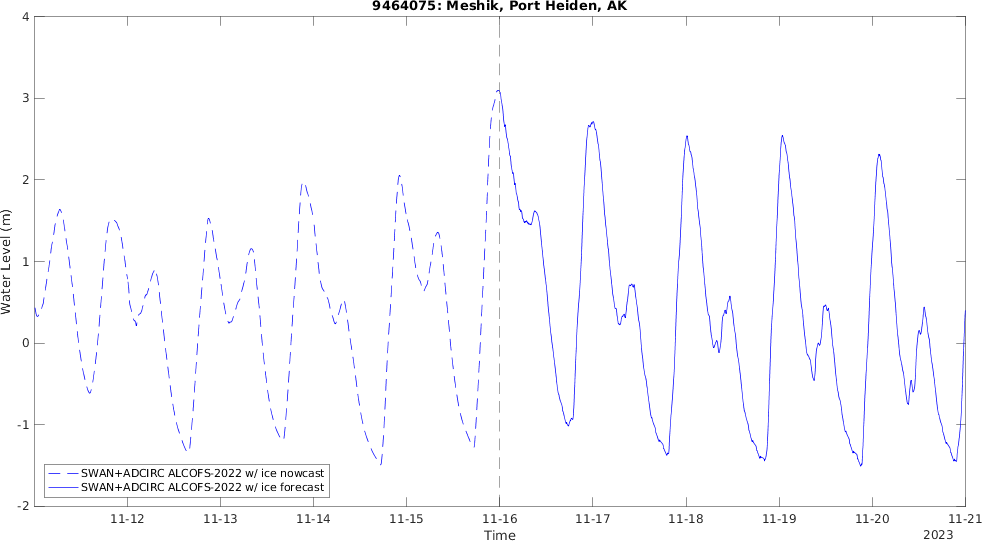 9464075: Meshik, Port Heiden, AK
4
3
2
1
0
-1
-2
Water Level (m)
SWAN+ADCIRC ALCOFS-2022 w/ ice nowcast
SWAN+ADCIRC ALCOFS-2022 w/ ice forecast
11-12 11-13 11-14 11-15 11-16 11-17 11-18 11-19 11-20 11-21
Time
2023